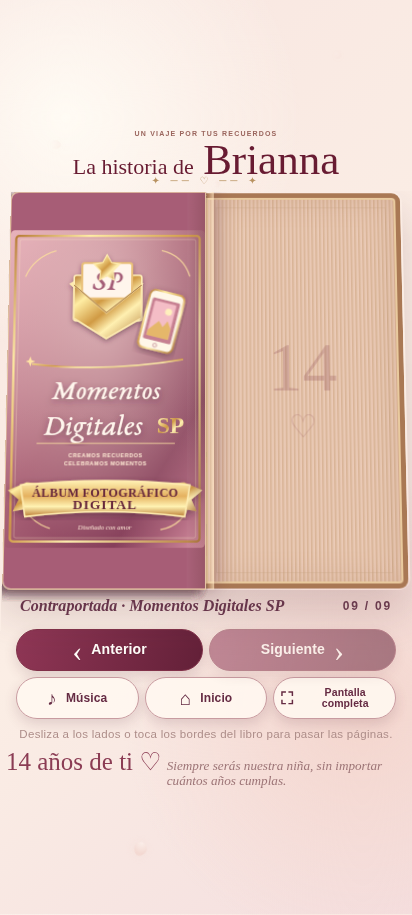 UN VIAJE POR TUS RECUERDOS
La historia de Brianna
SP
Momentos
Digitales SP
CREAMOS RECUERDOS
CELEBRAMOS MOMENTOS
ÁLBUM FOTOGRÁFICO
DIGITAL
Diseñado con amor
14
Contraportada · Momentos Digitales SP
09 / 09
‹ Anterior
Siguiente ›
Música
Inicio
Pantalla
completa
Desliza a los lados o toca los bordes del libro para pasar las páginas.
14 años de ti ♡
Siempre serás nuestra niña, sin importar
cuántos años cumplas.